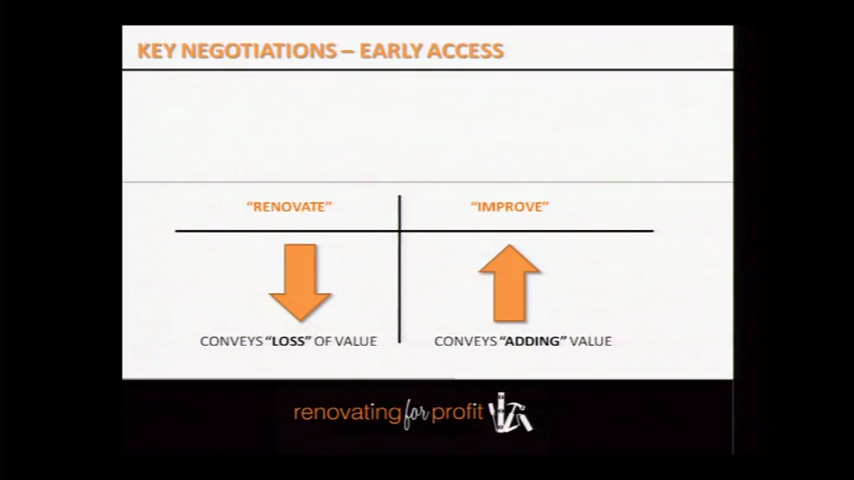 KEY NEGOTIATIONS – EARLY ACCESS
“RENOVATE”
“IMPROVE”
CONVEYS “LOSS” OF VALUE
CONVEYS “ADDING” VALUE
renovating for profit